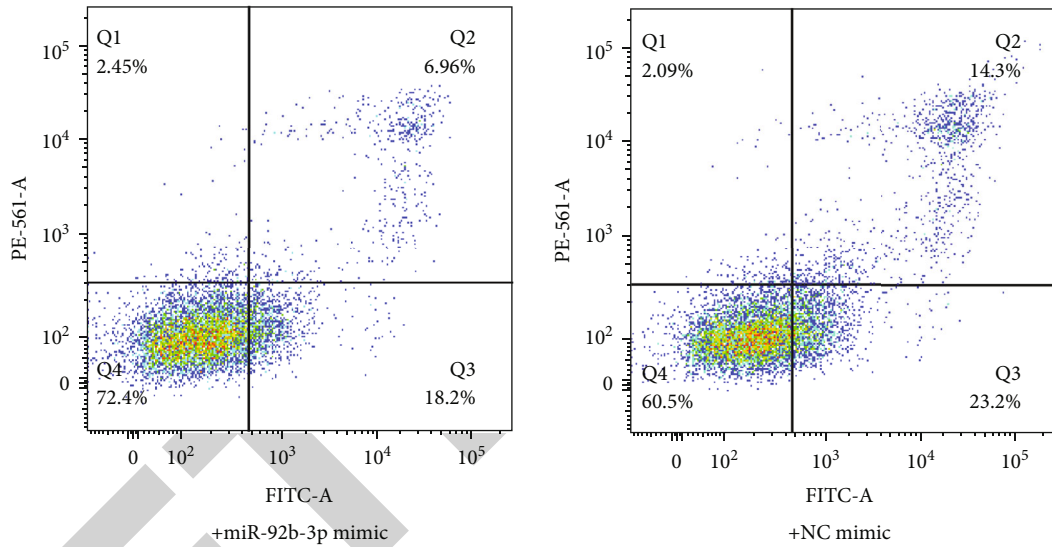 Q1
2.45%
Q2
6.96%
Q4
72.4%
Q3
18.2%
10⁵
10⁴
10³
10²
0
PE-561-A
0
10²
10³
10⁴
10⁵
FITC-A
+miR-92b-3p mimic
Q1
2.09%
Q2
14.3%
Q4
60.5%
Q3
23.2%
10⁵
10⁴
10³
10²
0
PE-561-A
0
10²
10³
10⁴
10⁵
FITC-A
+NC mimic